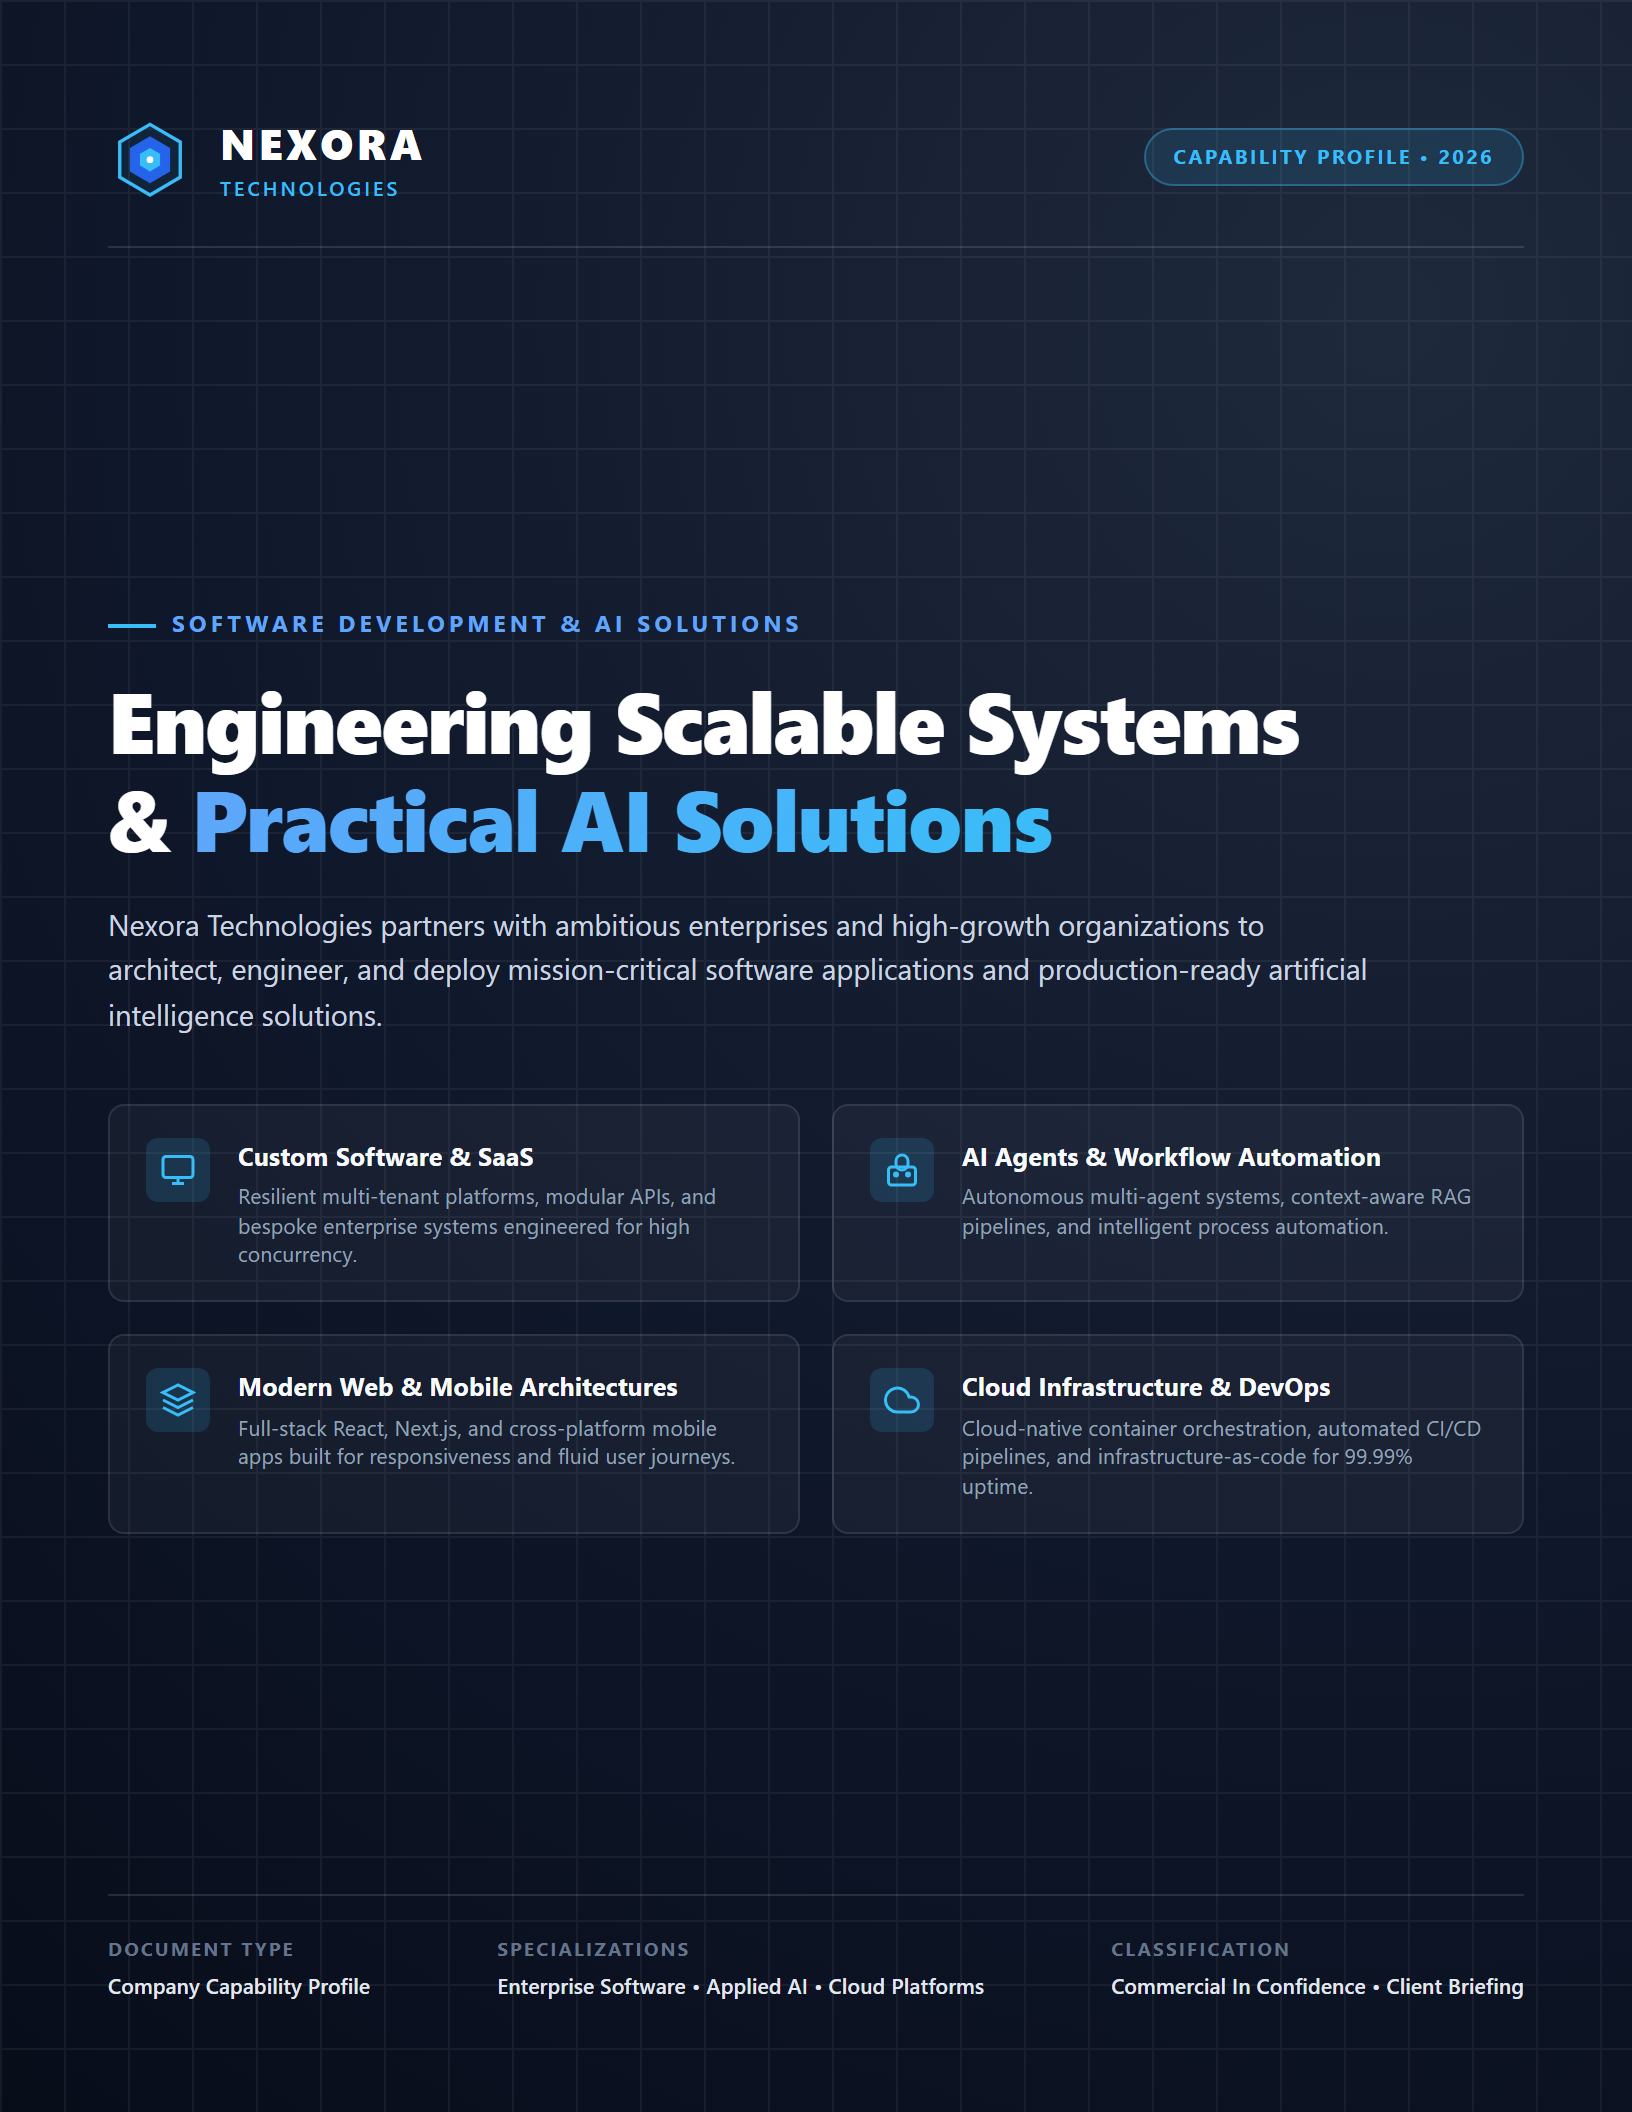 NEXORA
TECHNOLOGIES
CAPABILITY PROFILE • 2026
SOFTWARE DEVELOPMENT & AI SOLUTIONS
Engineering Scalable Systems
& Practical AI Solutions
Nexora Technologies partners with ambitious enterprises and high-growth organizations to
architect, engineer, and deploy mission-critical software applications and production-ready artificial
intelligence solutions.
Custom Software & SaaS
Resilient multi-tenant platforms, modular APIs, and
bespoke enterprise systems engineered for high
concurrency.
AI Agents & Workflow Automation
Autonomous multi-agent systems, context-aware RAG
pipelines, and intelligent process automation.
Modern Web & Mobile Architectures
Full-stack React, Next.js, and cross-platform mobile
apps built for responsiveness and fluid user journeys.
Cloud Infrastructure & DevOps
Cloud-native container orchestration, automated CI/CD
pipelines, and infrastructure-as-code for 99.99%
uptime.
DOCUMENT TYPE
Company Capability Profile
SPECIALIZATIONS
Enterprise Software • Applied AI • Cloud Platforms
CLASSIFICATION
Commercial In Confidence • Client Briefing